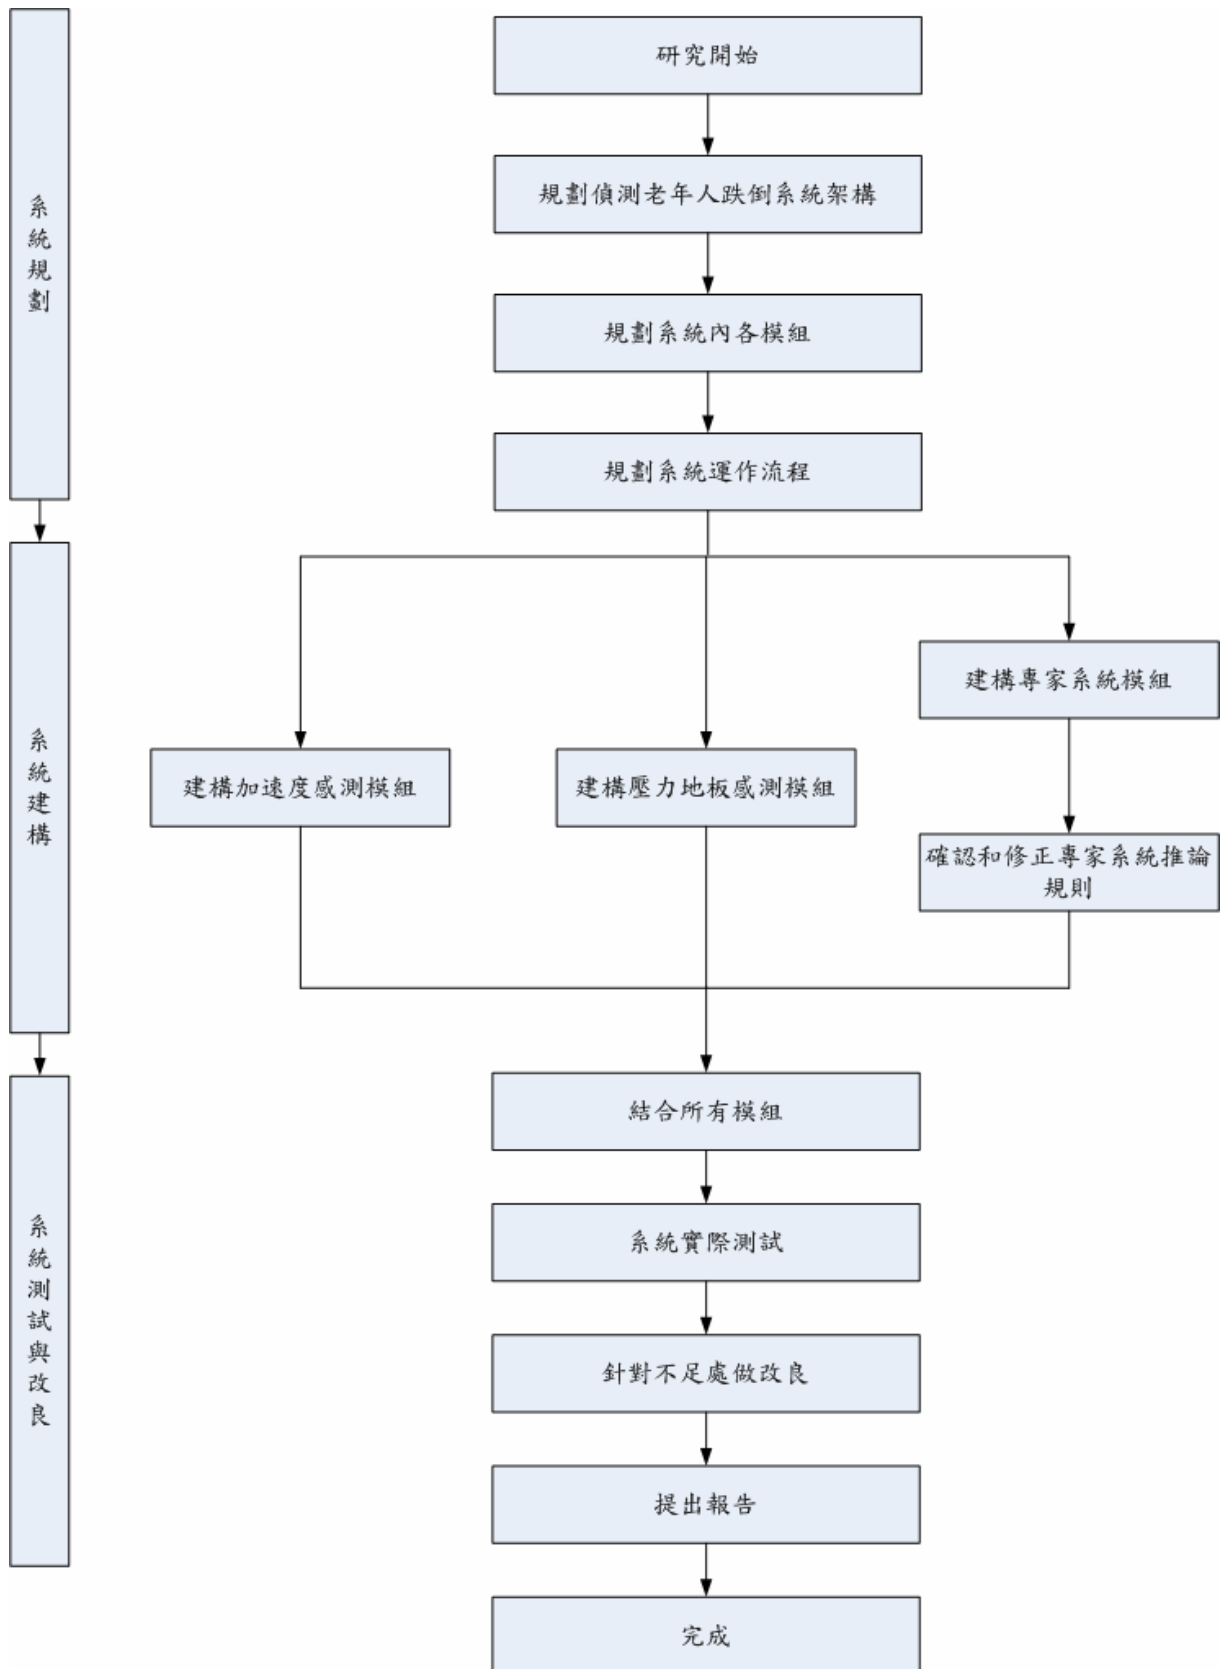 系統規劃
研究開始
規劃偵測老年人跌倒系統架構
規劃系統內各模組
規劃系統運作流程
系統建構
建構專家系統模組
建構加速度感測模組
建構壓力地板感測模組
確認和修正專家系統推論
規則
系統測試與改良
結合所有模組
系統實際測試
針對不足處做改良
提出報告
完成